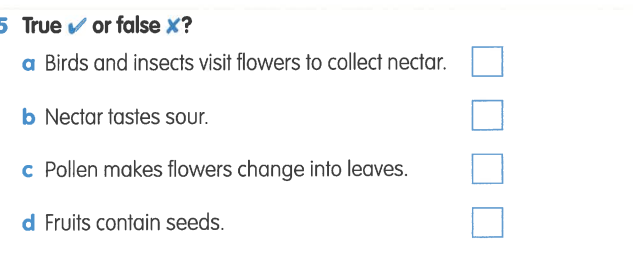 5 True ✔ or false ✘?
a Birds and insects visit flowers to collect nectar.
b Nectar tastes sour.
c Pollen makes flowers change into leaves.
d Fruits contain seeds.